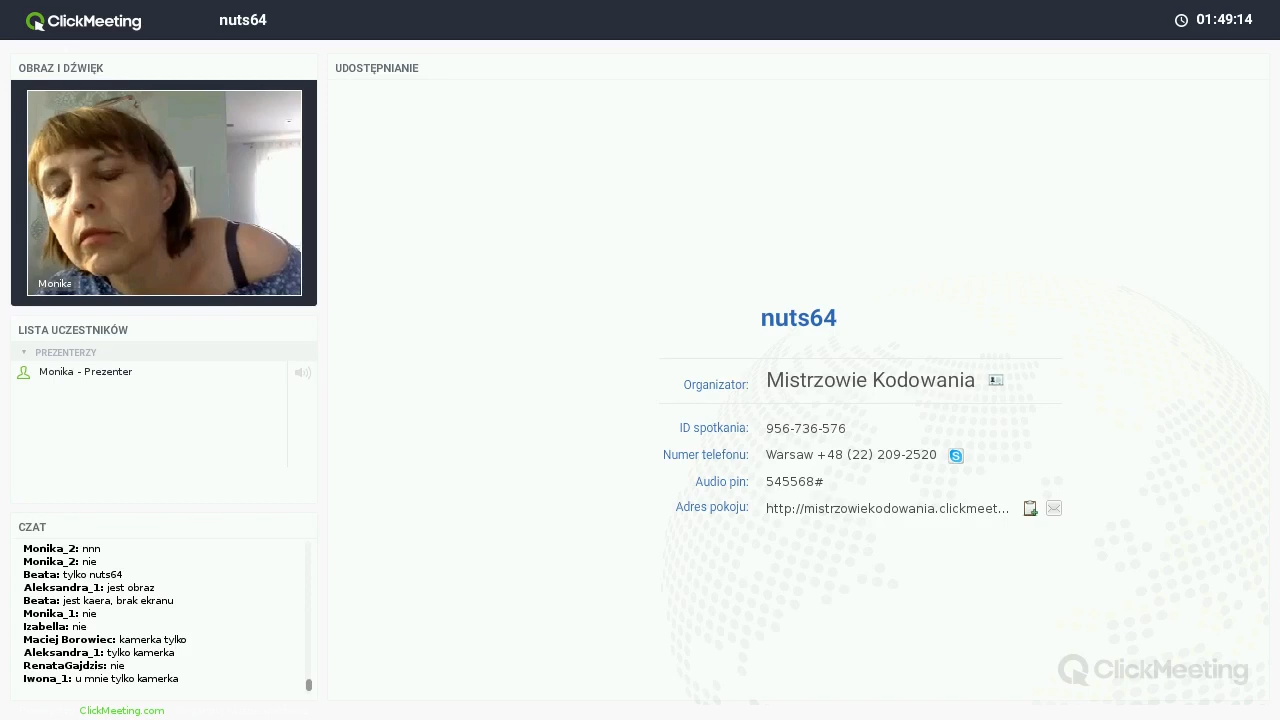 ClickMeeting
nuts64
01:49:14
OBRAZ I DŹWIĘK
Monika
LISTA UCZESTNIKÓW
PREZENTERZY
Monika - Prezenter
CZAT
Monika_2: nnn
Monika_2: nie
Beata: tylko nuts64
Aleksandra_1: jest obraz
Beata: jest kaera, brak ekranu
Monika_1: nie
Izabella: nie
Maciej Borowiec: kamerka tylko
Aleksandra_1: tylko kamerka
RenataGajdzis: nie
Iwona_1: u mnie tylko kamerka
ClickMeeting.com
UDOSTĘPNIANIE
nuts64
Organizator: Mistrzowie Kodowania
ID spotkania: 956-736-576
Numer telefonu: Warsaw +48 (22) 209-2520
Audio pin: 545568#
Adres pokoju: http://mistrzowiekodowania.clickmeet...
ClickMeeting